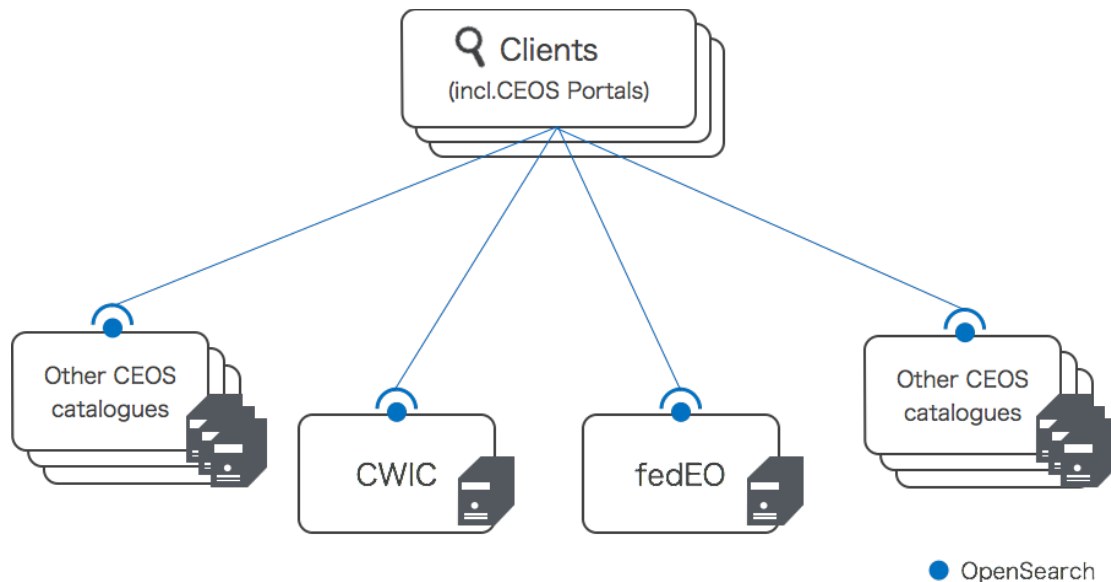 Clients
(incl.CEOS Portals)
Other CEOS
catalogues
CWIC
fedEO
Other CEOS
catalogues
OpenSearch